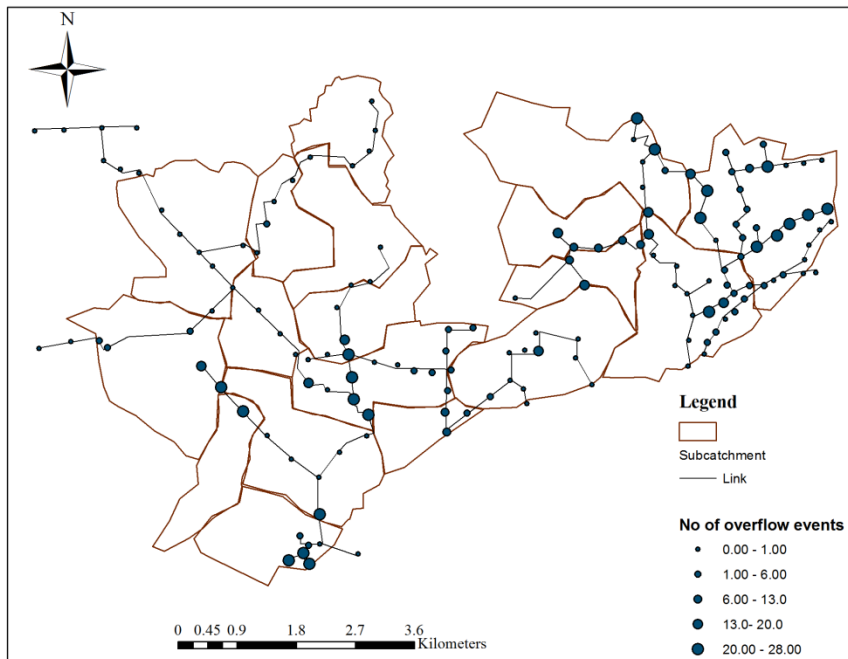 N
Legend
Subcatchment
Link
No of overflow events
0.00 - 1.00
1.00 - 6.00
6.00 - 13.0
13.0- 20.0
20.00 - 28.00
0 0.45 0.9 1.8 2.7 3.6
Kilometers